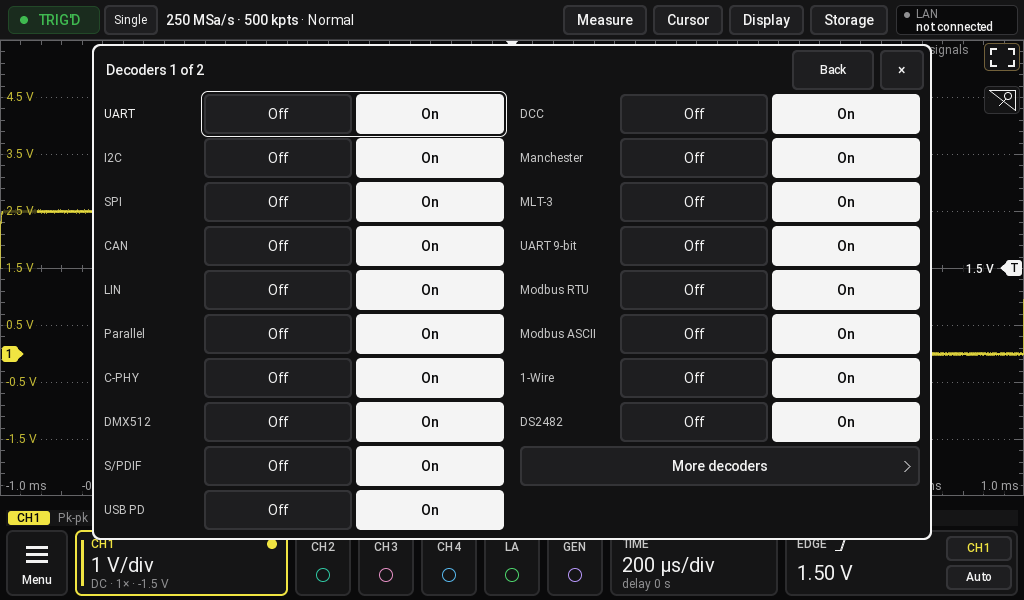 TRIG'D
Single
250 MSa/s · 500 kpts · Normal
Measure
Cursor
Display
Storage
LAN
not connected
signals
Decoders 1 of 2
Back
×
UART Off On
DCC Off On
I2C Off On
Manchester Off On
SPI Off On
MLT-3 Off On
CAN Off On
UART 9-bit Off On
LIN Off On
Modbus RTU Off On
Parallel Off On
Modbus ASCII Off On
C-PHY Off On
1-Wire Off On
DMX512 Off On
DS2482 Off On
S/PDIF Off On
More decoders
USB PD Off On
4.5 V
3.5 V
2.5 V
1.5 V
0.5 V
1
-0.5 V
-1.5 V
1.5 V T
-1.0 ms
-0
ms
1.0 ms
CH1 Pk-pk
Menu
CH1
1 V/div
DC · 1× · -1.5 V
CH2
CH3
CH4
LA
GEN
TIME
200 µs/div
delay 0 s
EDGE
1.50 V
CH1
Auto